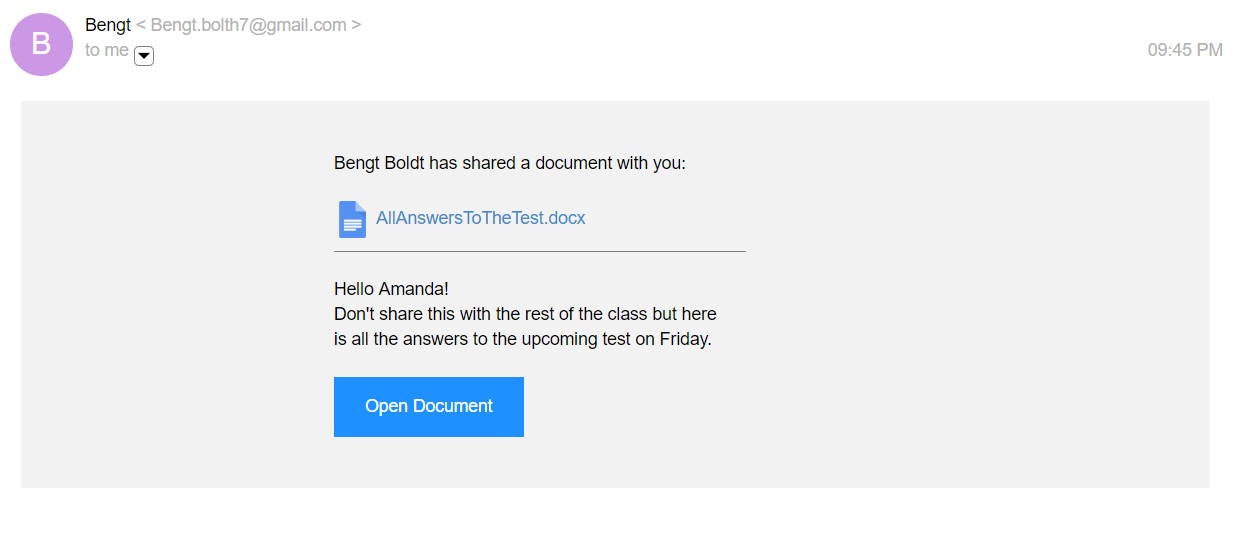 B
Bengt < Bengt.bolth7@gmail.com >
to me
09:45 PM
Bengt Boldt has shared a document with you:
AllAnswersToTheTest.docx
Hello Amanda!
Don't share this with the rest of the class but here
is all the answers to the upcoming test on Friday.
Open Document